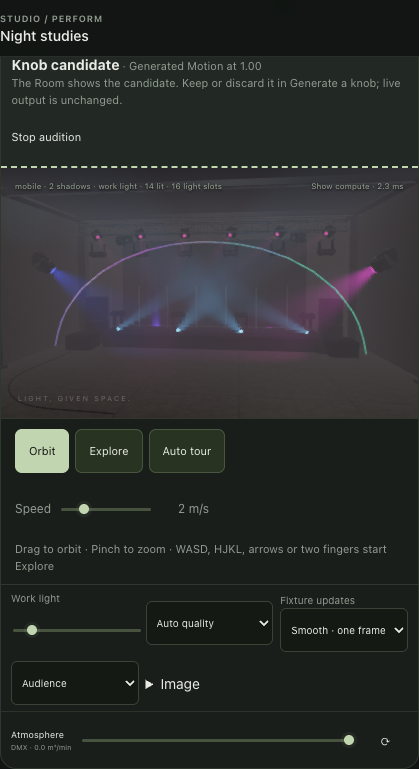 STUDIO / PERFORM
Night studies
Knob candidate · Generated Motion at 1.00
The Room shows the candidate. Keep or discard it in Generate a knob; live
output is unchanged.
Stop audition
mobile · 2 shadows · work light · 14 lit · 16 light slots
Show compute · 2.3 ms
LIGHT, GIVEN SPACE.
Orbit
Explore
Auto tour
Speed
2 m/s
Drag to orbit · Pinch to zoom · WASD, HJKL, arrows or two fingers start
Explore
Work light
Auto quality
Fixture updates
Smooth · one frame
Audience
Image
Atmosphere
DMX · 0.0 m³/min